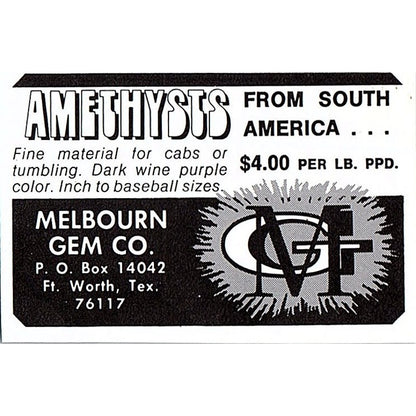 AMETHYSTS
FROM SOUTH
AMERICA . . .
Fine material for cabs or
tumbling. Dark wine purple
color. Inch to baseball sizes.
$4.00 PER LB. PPD.
MELBOURN
GEM CO.
P. O. Box 14042
Ft. Worth, Tex.
76117
MG